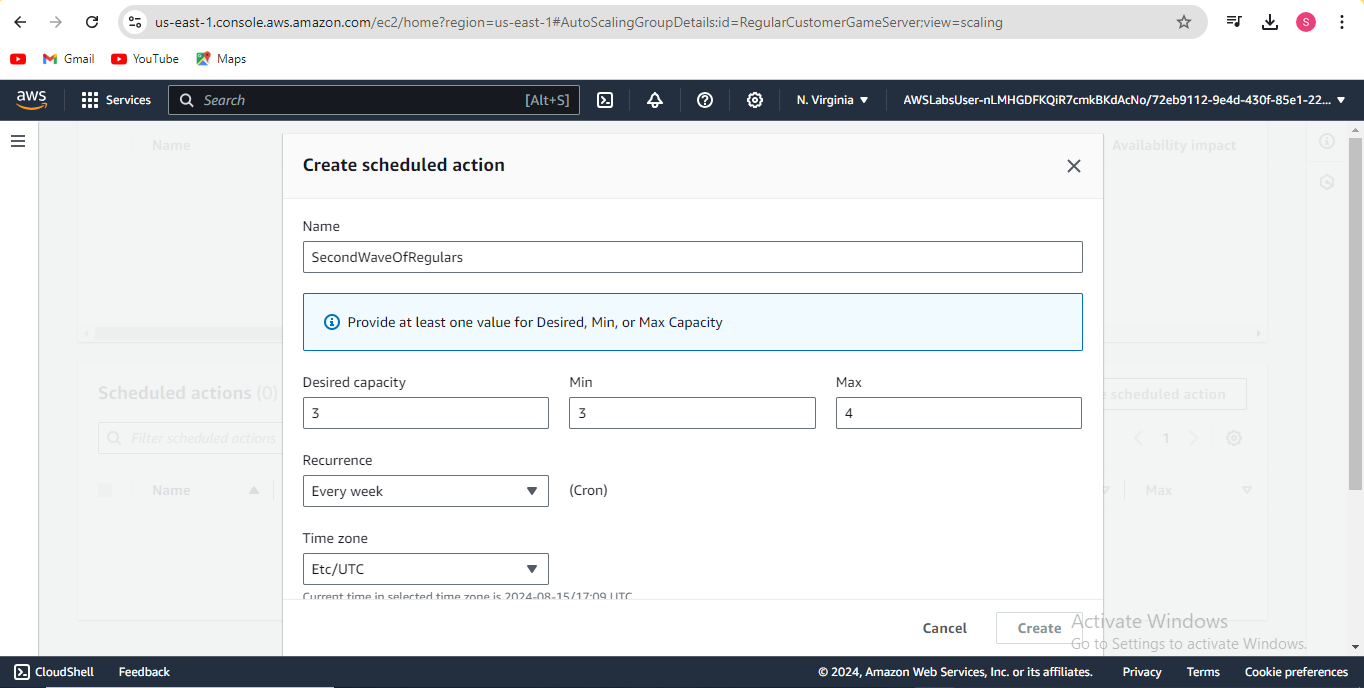 us-east-1.console.aws.amazon.com/ec2/home?region=us-east-1#AutoScalingGroupDetails:id=RegularCustomerGameServer;view=scaling
S
Gmail YouTube Maps
aws Services Search [Alt+S] N. Virginia AWSLabsUser-nLMHGDFKQiR7cmkBKdAcNo/72eb9112-9e4d-430f-85e1-22...
Name Availability impact
Create scheduled action
Name
SecondWaveOfRegulars
Provide at least one value for Desired, Min, or Max Capacity
Desired capacity Min Max
3 3 4
Scheduled actions (0) scheduled action
Filter scheduled actions 1
Recurrence
Every week (Cron)
Name Max
Time zone
Etc/UTC
Current time in selected time zone is 2024-08-15/17:09 UTC
Cancel Create
Activate Windows
Go to Settings to activate Windows.
CloudShell Feedback © 2024, Amazon Web Services, Inc. or its affiliates. Privacy Terms Cookie preferences